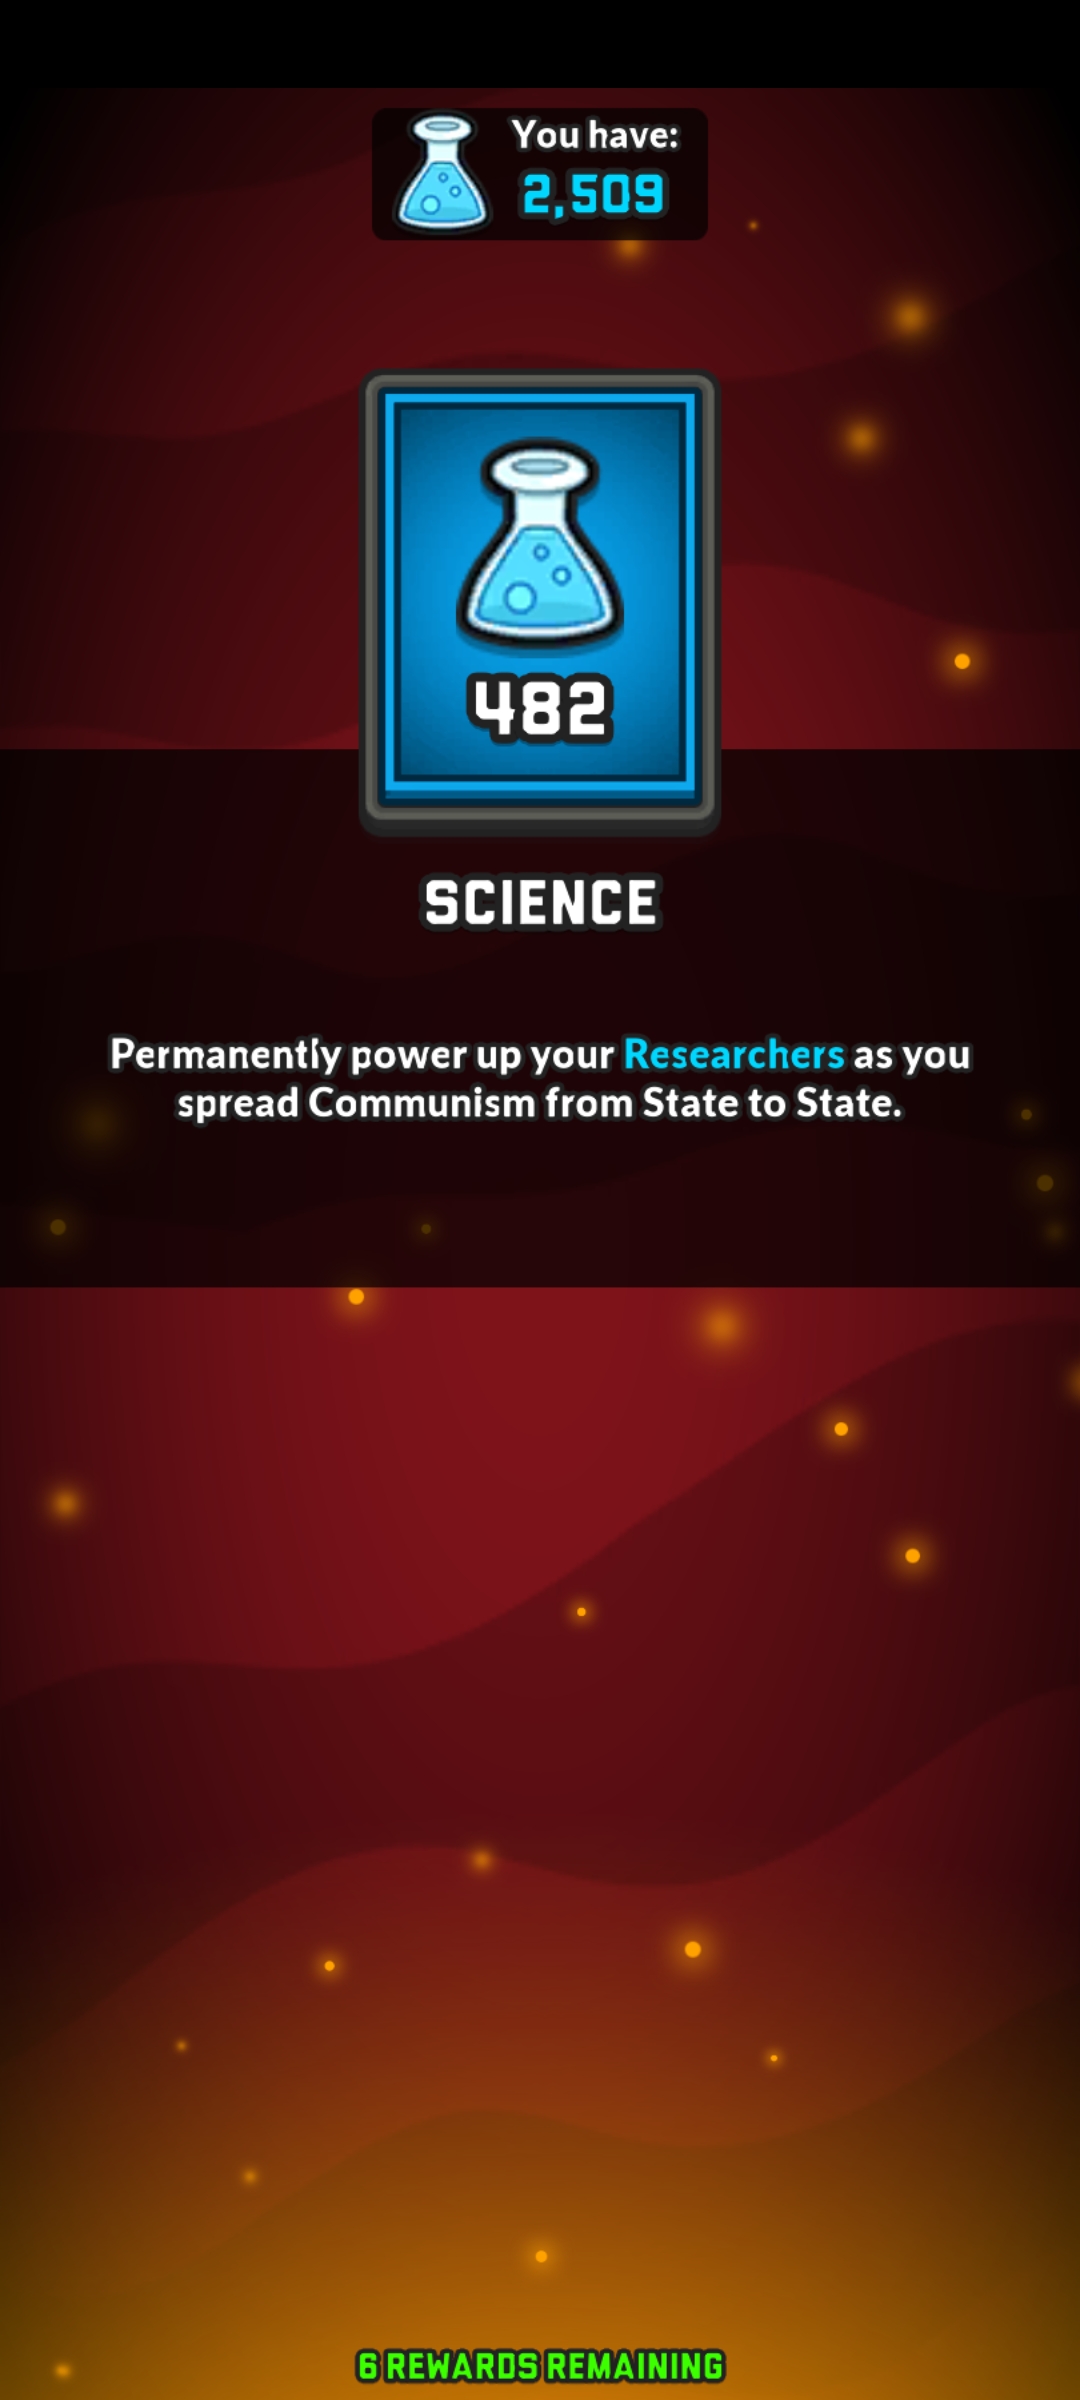 You have:
2,509
482
SCIENCE
Permanently power up your Researchers as you
spread Communism from State to State.
6 REWARDS REMAINING